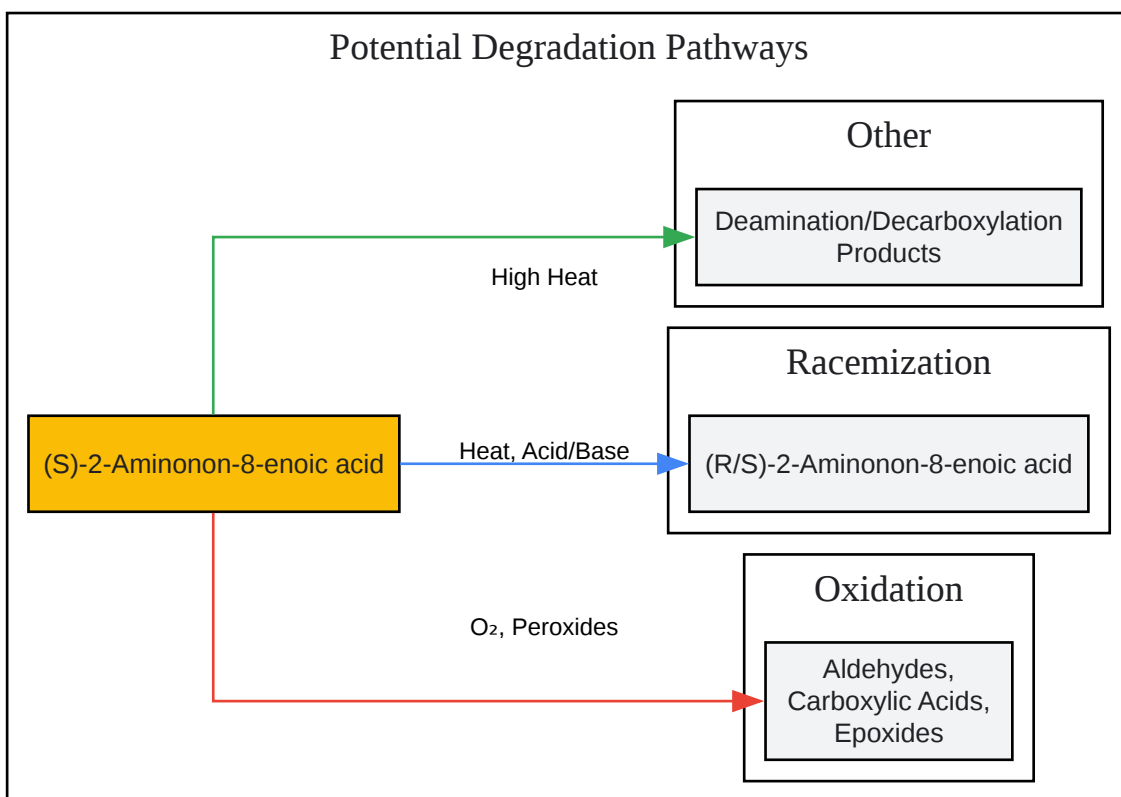 Potential Degradation Pathways
Other
Deamination/Decarboxylation
Products
High Heat
Racemization
(S)-2-Aminonon-8-enoic acid
Heat, Acid/Base
(R/S)-2-Aminonon-8-enoic acid
Oxidation
O₂, Peroxides
Aldehydes,
Carboxylic Acids,
Epoxides